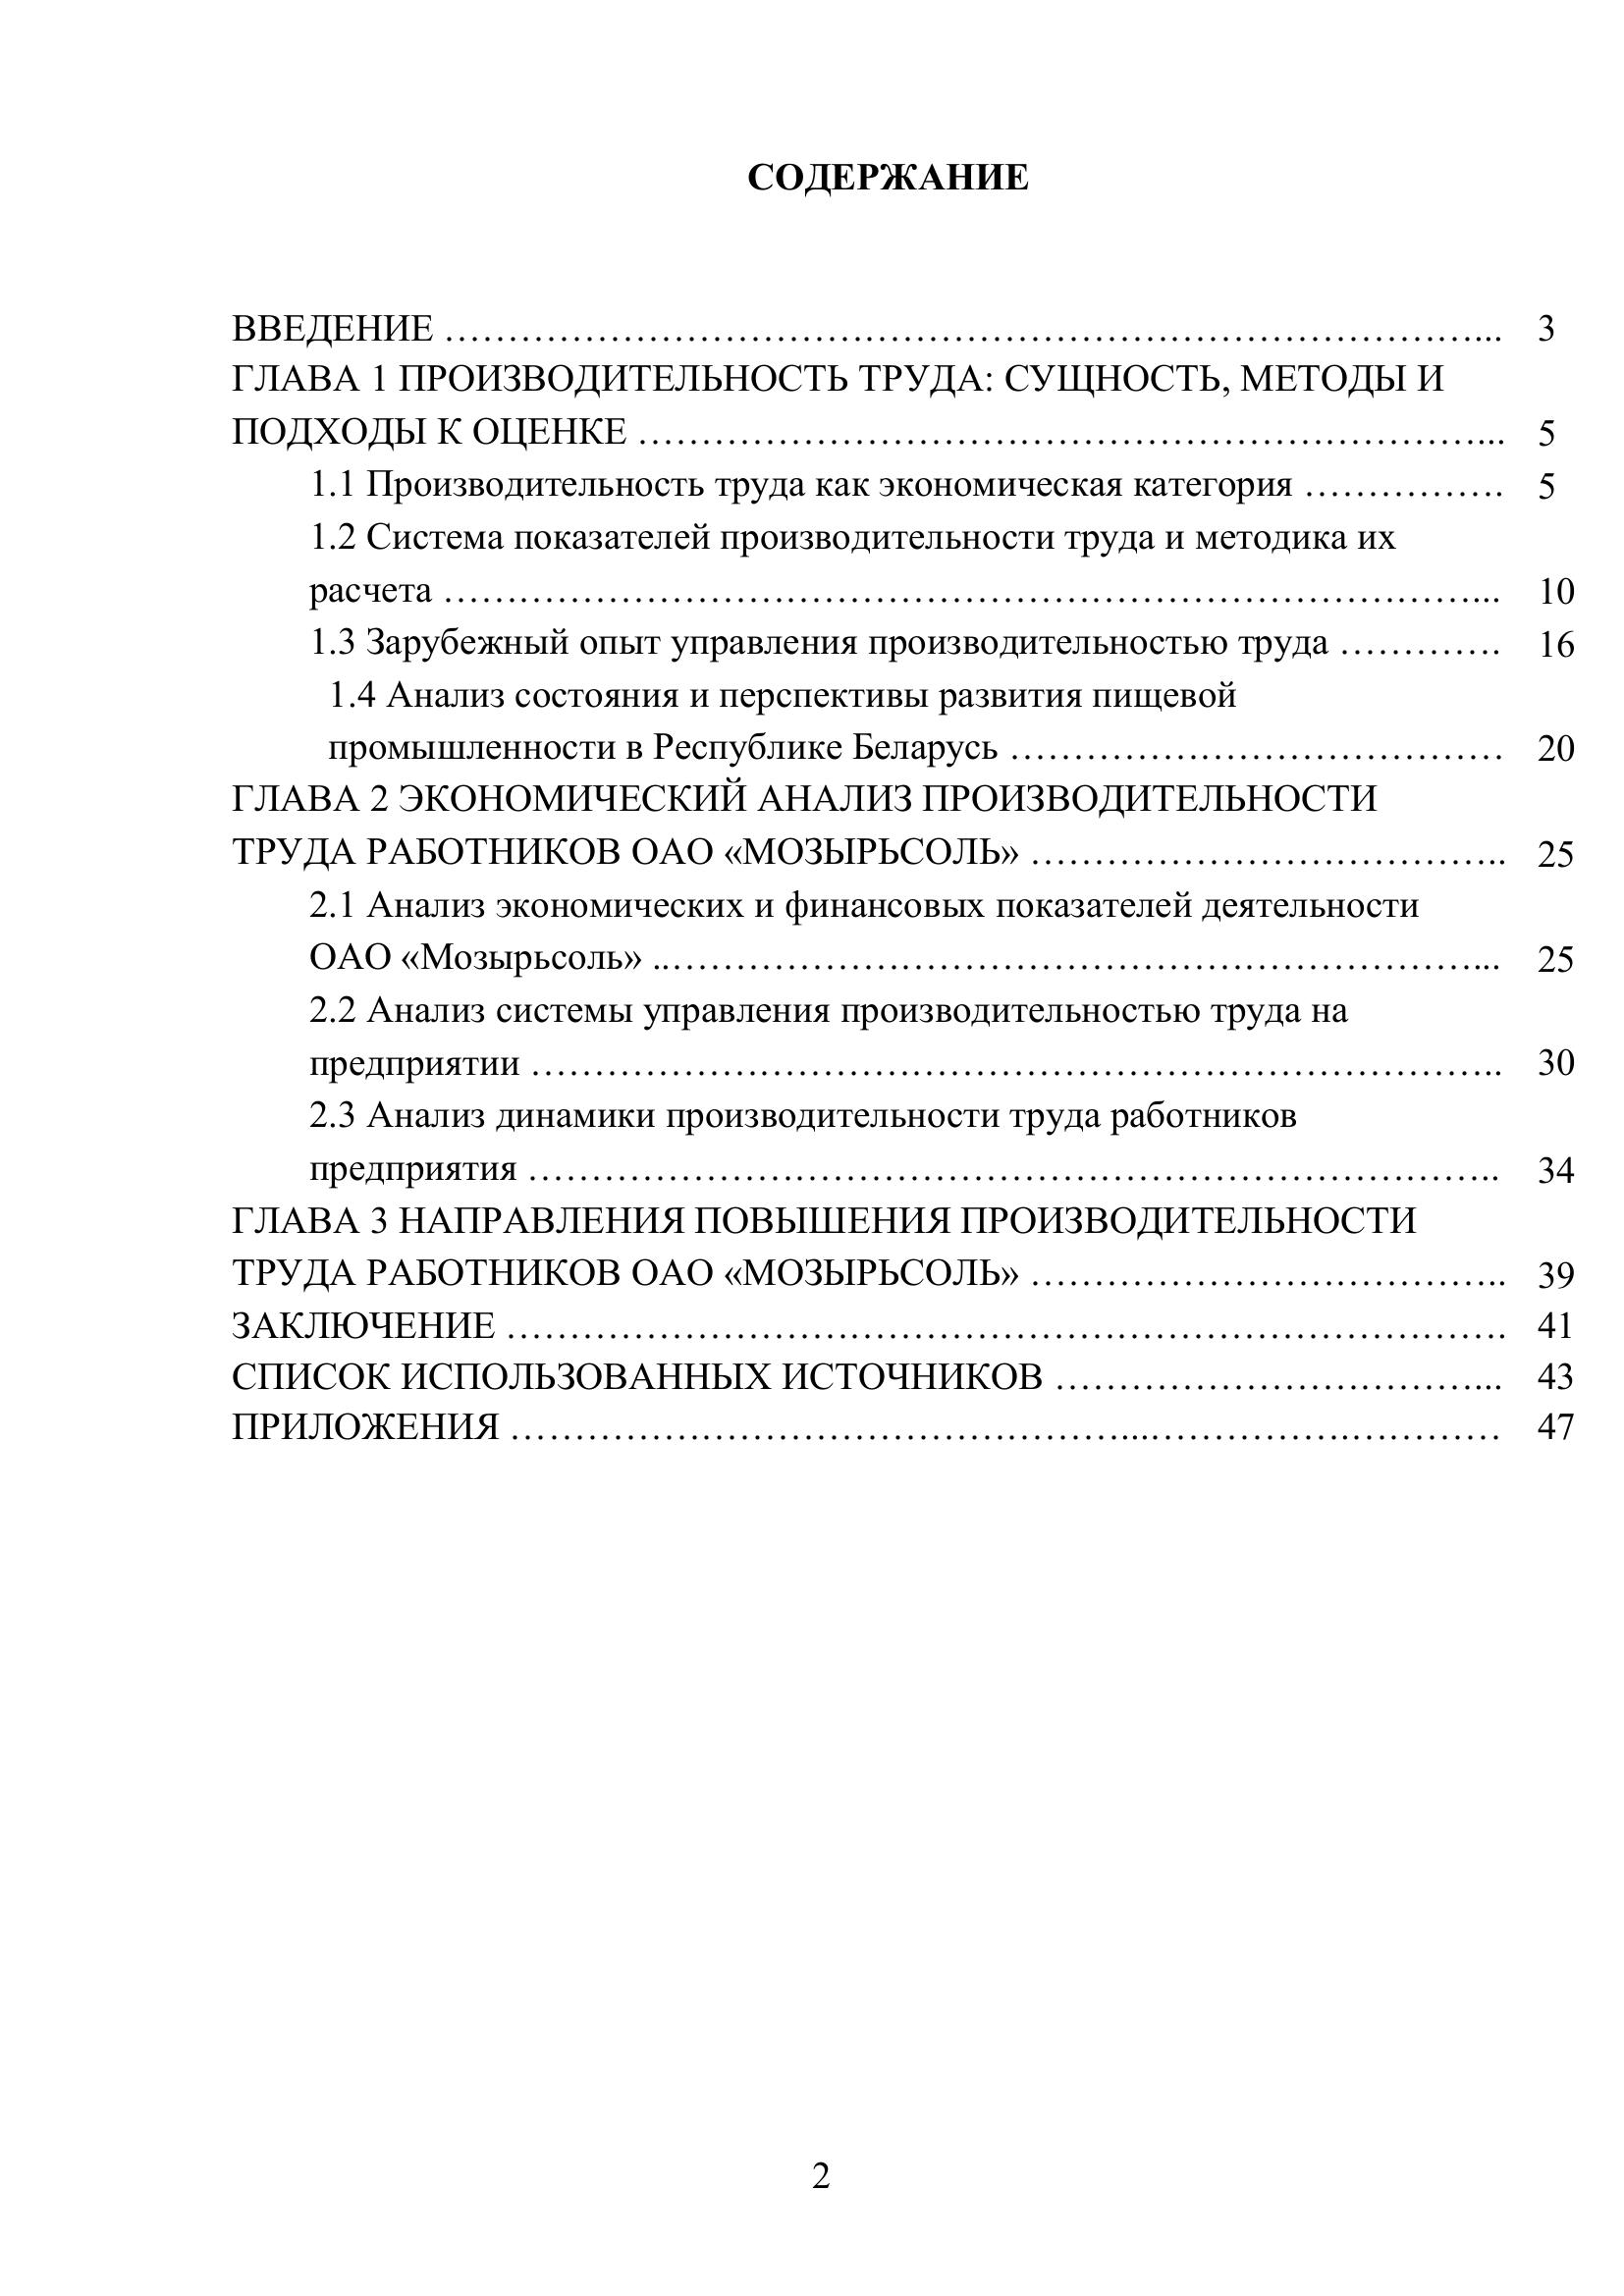 СОДЕРЖАНИЕ
ВВЕДЕНИЕ ……………………………………………………………………... 3
ГЛАВА 1 ПРОИЗВОДИТЕЛЬНОСТЬ ТРУДА: СУЩНОСТЬ, МЕТОДЫ И
ПОДХОДЫ К ОЦЕНКЕ ………………………………………………………... 5
1.1 Производительность труда как экономическая категория ……………. 5
1.2 Система показателей производительности труда и методика их
расчета ……………………………………………………………………... 10
1.3 Зарубежный опыт управления производительностью труда …………. 16
1.4 Анализ состояния и перспективы развития пищевой
промышленности в Республике Беларусь ………………………………… 20
ГЛАВА 2 ЭКОНОМИЧЕСКИЙ АНАЛИЗ ПРОИЗВОДИТЕЛЬНОСТИ
ТРУДА РАБОТНИКОВ ОАО «МОЗЫРЬСОЛЬ» …………………………….. 25
2.1 Анализ экономических и финансовых показателей деятельности
ОАО «Мозырьсоль» ..……………………………………………………... 25
2.2 Анализ системы управления производительностью труда на
предприятии ……………………………………………………………….. 30
2.3 Анализ динамики производительности труда работников
предприятия ……………………………………………………………….. 34
ГЛАВА 3 НАПРАВЛЕНИЯ ПОВЫШЕНИЯ ПРОИЗВОДИТЕЛЬНОСТИ
ТРУДА РАБОТНИКОВ ОАО «МОЗЫРЬСОЛЬ» …………………………….. 39
ЗАКЛЮЧЕНИЕ …………………………………………………………………. 41
СПИСОК ИСПОЛЬЗОВАННЫХ ИСТОЧНИКОВ …………………………... 43
ПРИЛОЖЕНИЯ …………….…………………………...…………….………… 47
2